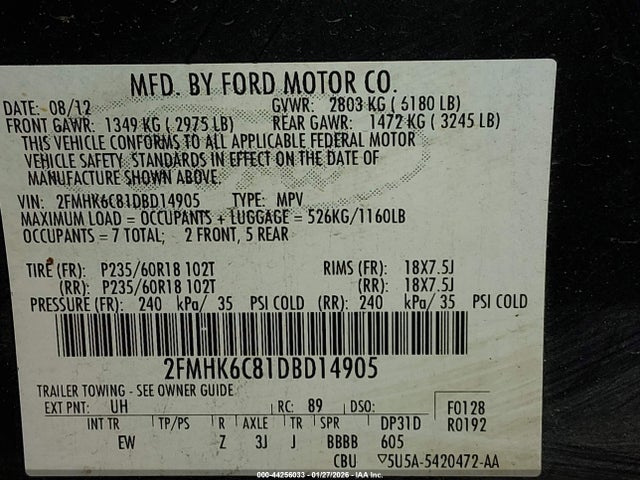 MFD. BY FORD MOTOR CO.
DATE: 08/12 GVWR: 2803 KG ( 6180 LB)
FRONT GAWR: 1349 KG ( 2975 LB) REAR GAWR: 1472 KG ( 3245 LB)
THIS VEHICLE CONFORMS TO ALL APPLICABLE FEDERAL MOTOR
VEHICLE SAFETY STANDARDS IN EFFECT ON THE DATE OF
MANUFACTURE SHOWN ABOVE.
VIN: 2FMHK6C81DBD14905 TYPE: MPV
MAXIMUM LOAD = OCCUPANTS + LUGGAGE = 526KG/1160LB
OCCUPANTS = 7 TOTAL; 2 FRONT, 5 REAR
TIRE (FR): P235/60R18 102T RIMS (FR): 18X7.5J
(RR): P235/60R18 102T (RR): 18X7.5J
PRESSURE (FR): 240 kPa/ 35 PSI COLD (RR): 240 kPa/ 35 PSI COLD
2FMHK6C81DBD14905
TRAILER TOWING - SEE OWNER GUIDE
EXT PNT: UH RC: 89 DSO: F0128
INT TR TP/PS R AXLE TR SPR DP31D R0192
EW Z 3J J BBBB 605
CBU ▽5U5A-5420472-AA
000-44256033 - 01/27/2026 - IAAI Inc.